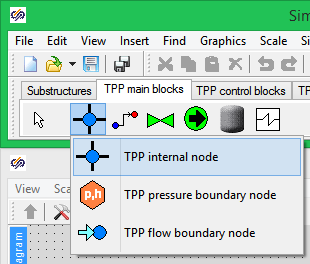 Sim
File Edit View Insert Find Graphics Scale Si
Substructures TPP main blocks TPP control blocks TP
TPP internal node
p,h TPP pressure boundary node
TPP flow boundary node
View Sca
agram